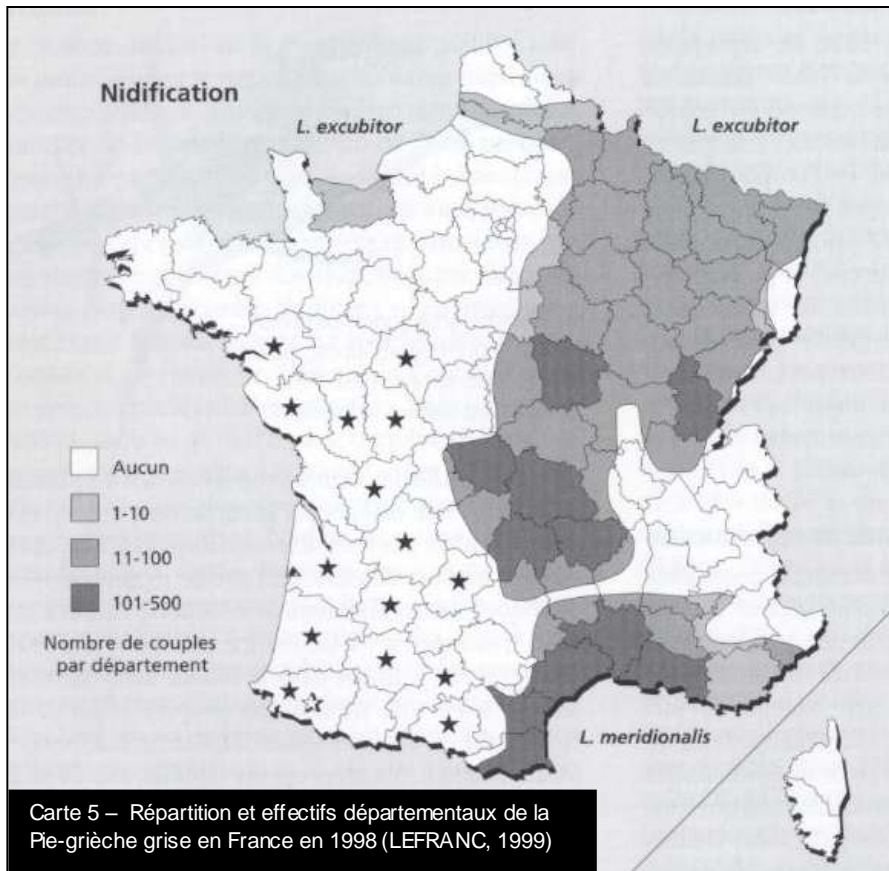 Nidification
L. excubitor
L. excubitor
Aucun
1-10
11-100
101-500
Nombre de couples
par département
L. meridionalis
Carte 5 – Répartition et effectifs départementaux de la
Pie-grièche grise en France en 1998 (LEFRANC, 1999)